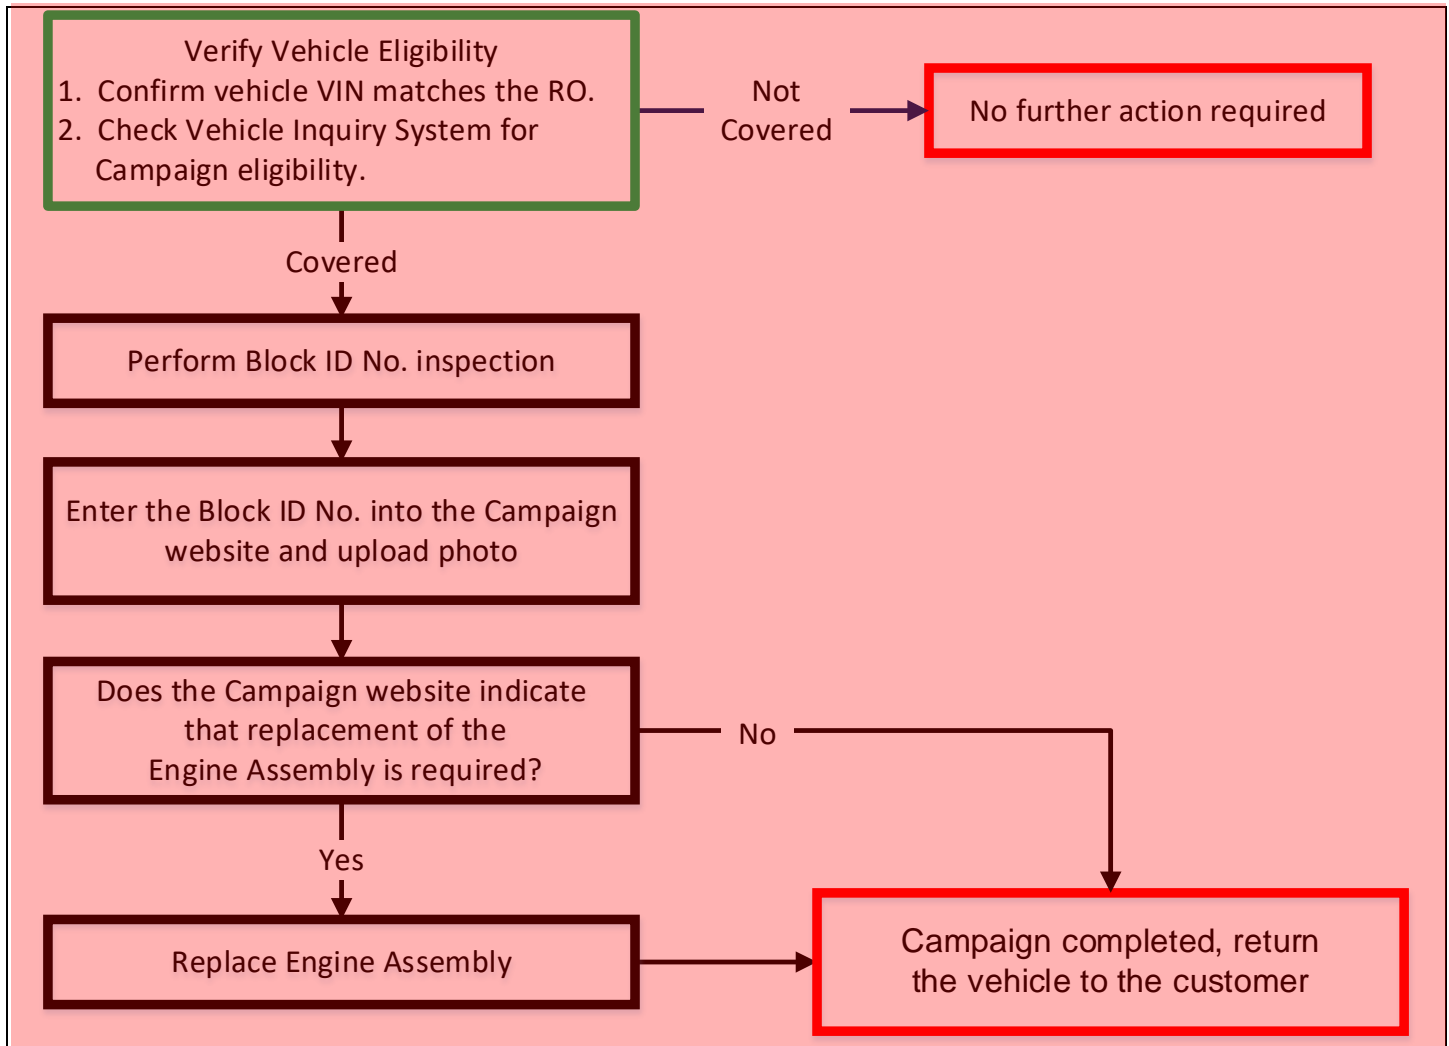 Verify Vehicle Eligibility
1. Confirm vehicle VIN matches the RO.
2. Check Vehicle Inquiry System for
Campaign eligibility.
Not
Covered
No further action required
Covered
Perform Block ID No. inspection
Enter the Block ID No. into the Campaign
website and upload photo
Does the Campaign website indicate
that replacement of the
Engine Assembly is required?
No
Yes
Replace Engine Assembly
Campaign completed, return
the vehicle to the customer